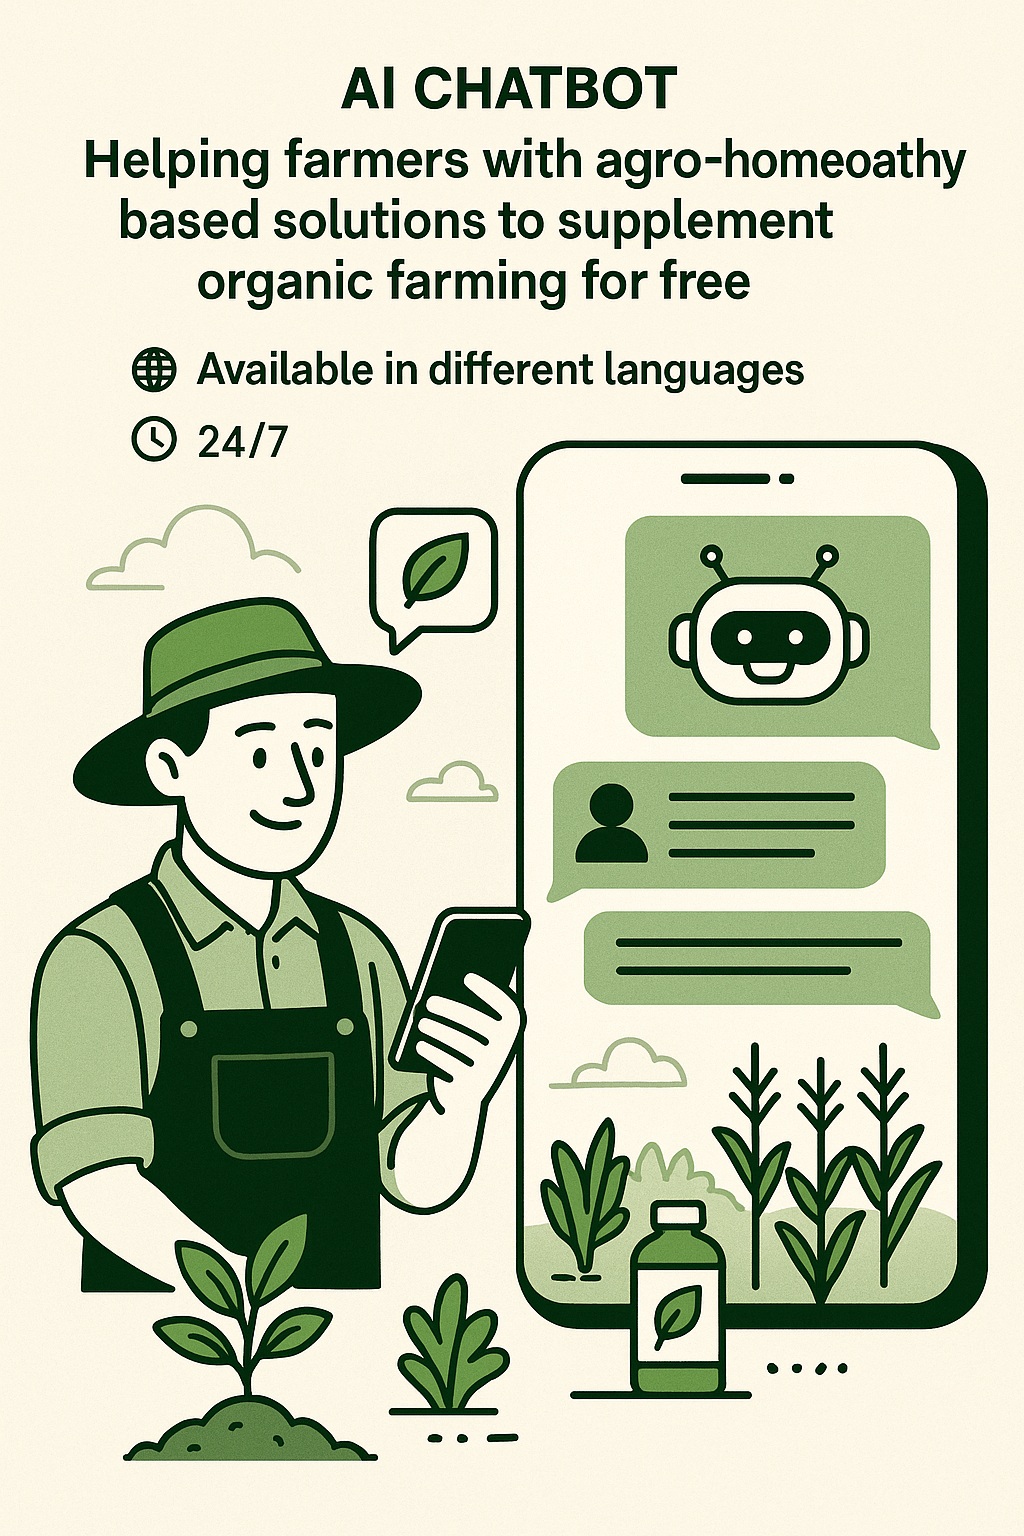 AI CHATBOT
Helping farmers with agro-homeoathy
based solutions to supplement
organic farming for free
Available in different languages
24/7